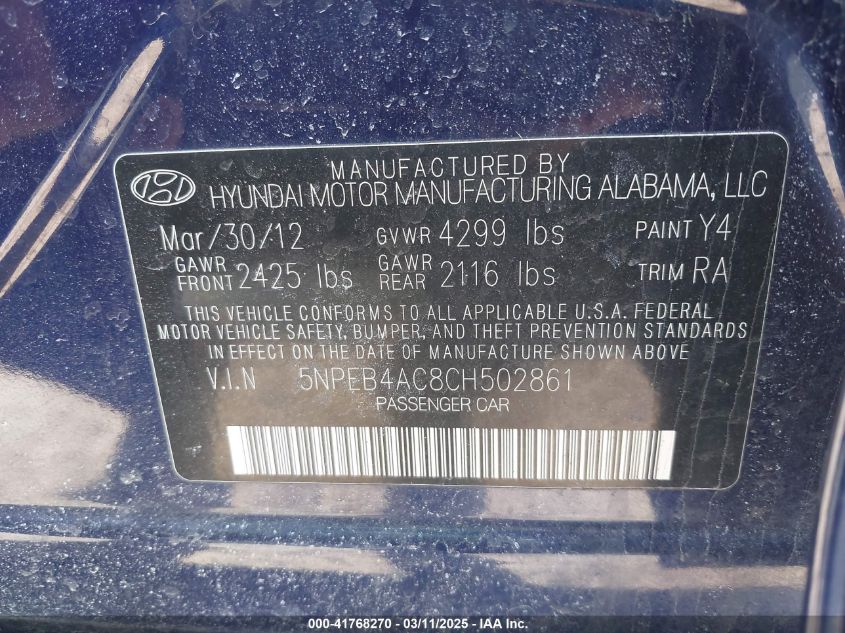 MANUFACTURED BY
HYUNDAI MOTOR MANUFACTURING ALABAMA, LLC
Mar/30/12 GVWR 4299 lbs PAINT Y4
GAWR FRONT 2425 lbs GAWR REAR 2116 lbs TRIM RA
THIS VEHICLE CONFORMS TO ALL APPLICABLE U.S.A. FEDERAL
MOTOR VEHICLE SAFETY, BUMPER, AND THEFT PREVENTION STANDARDS
IN EFFECT ON THE DATE OF MANUFACTURE SHOWN ABOVE
V.I.N 5NPEB4AC8CH502861
PASSENGER CAR
000-41768270 - 03/11/2025 - IAA Inc.